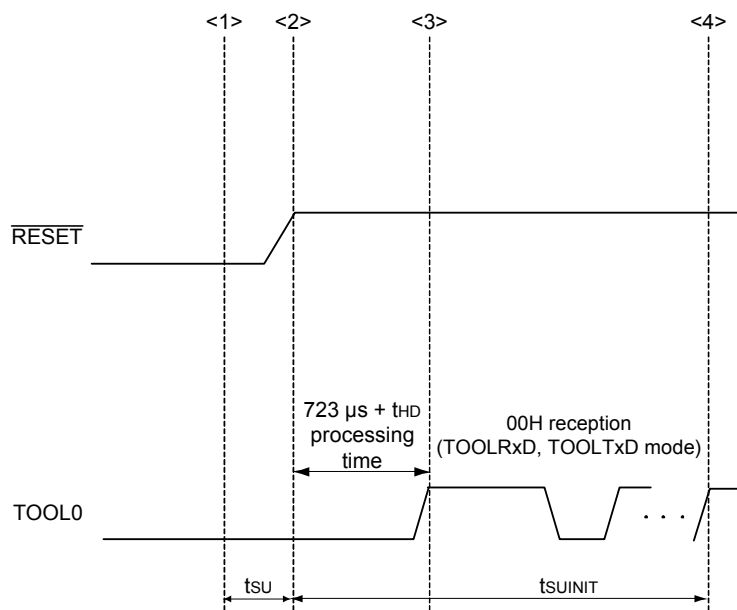 <1> <2> <3> <4>
RESET
723 µs + tHD
processing
time
00H reception
(TOOLRxD, TOOLTxD mode)
TOOL0
. . .
tSU
tSUINIT